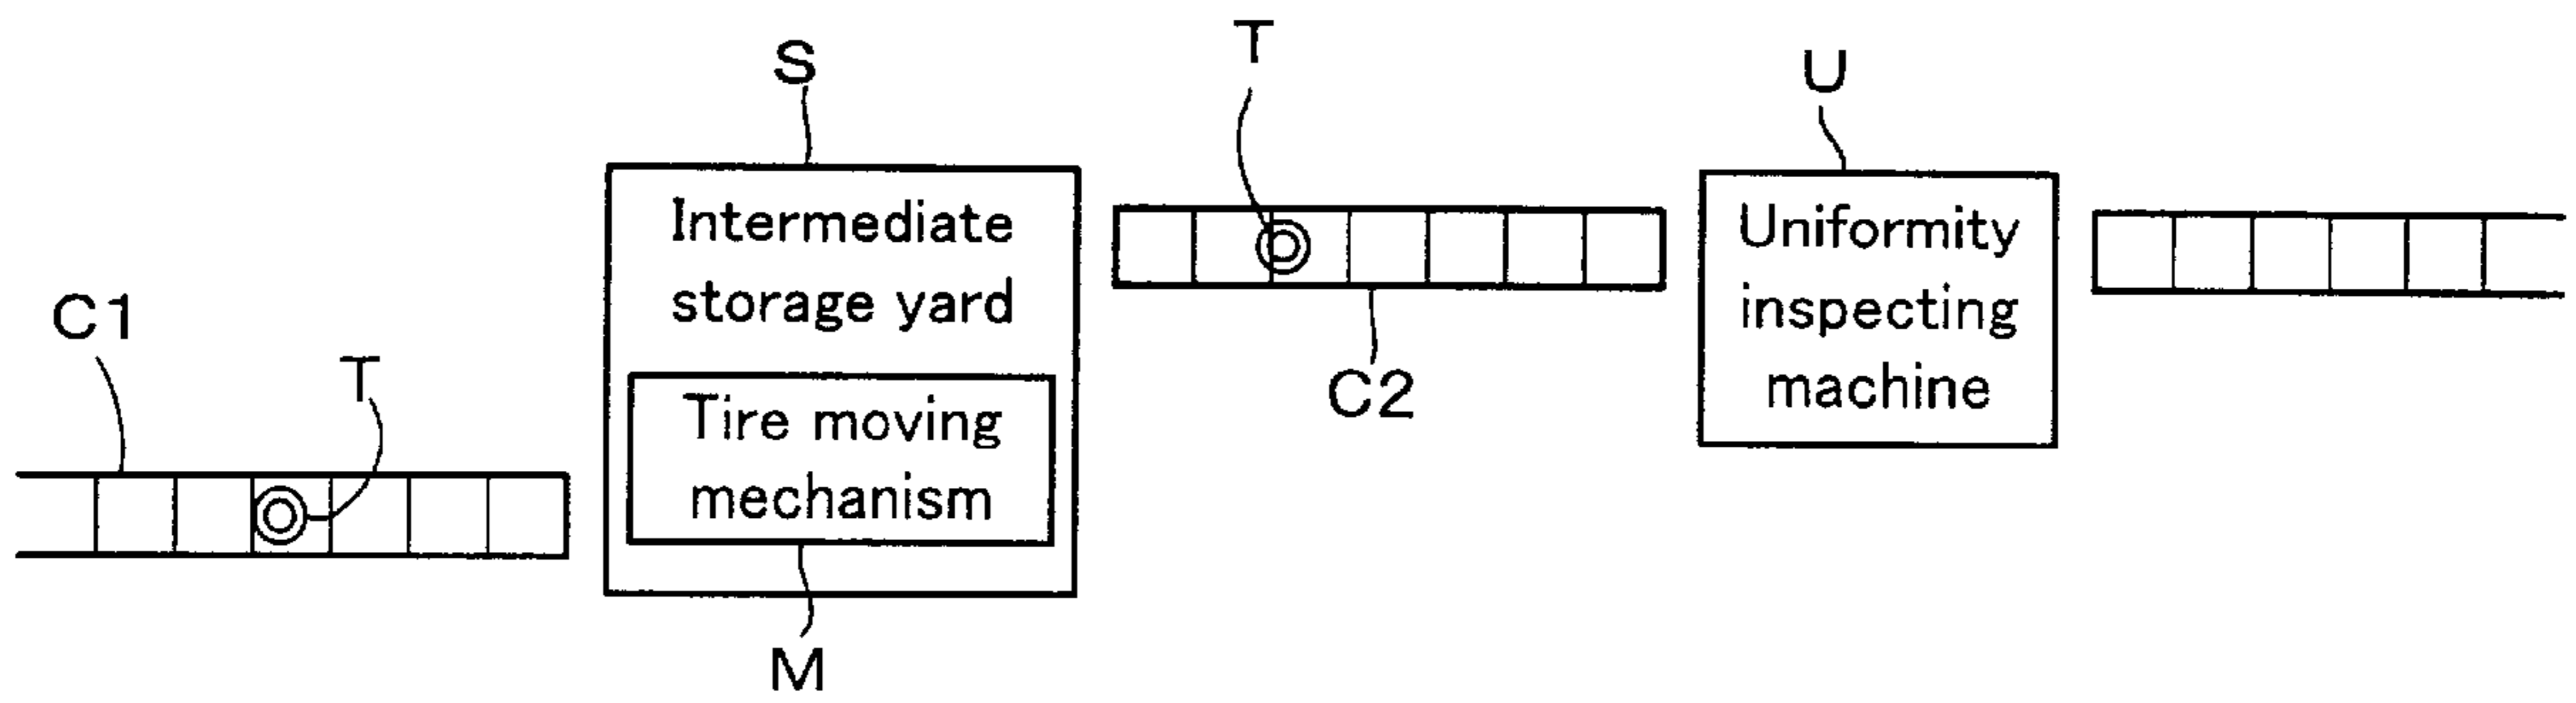 S
T
U
Intermediate
storage yard
Uniformity
inspecting
machine
C1
T
C2
Tire moving
mechanism
M